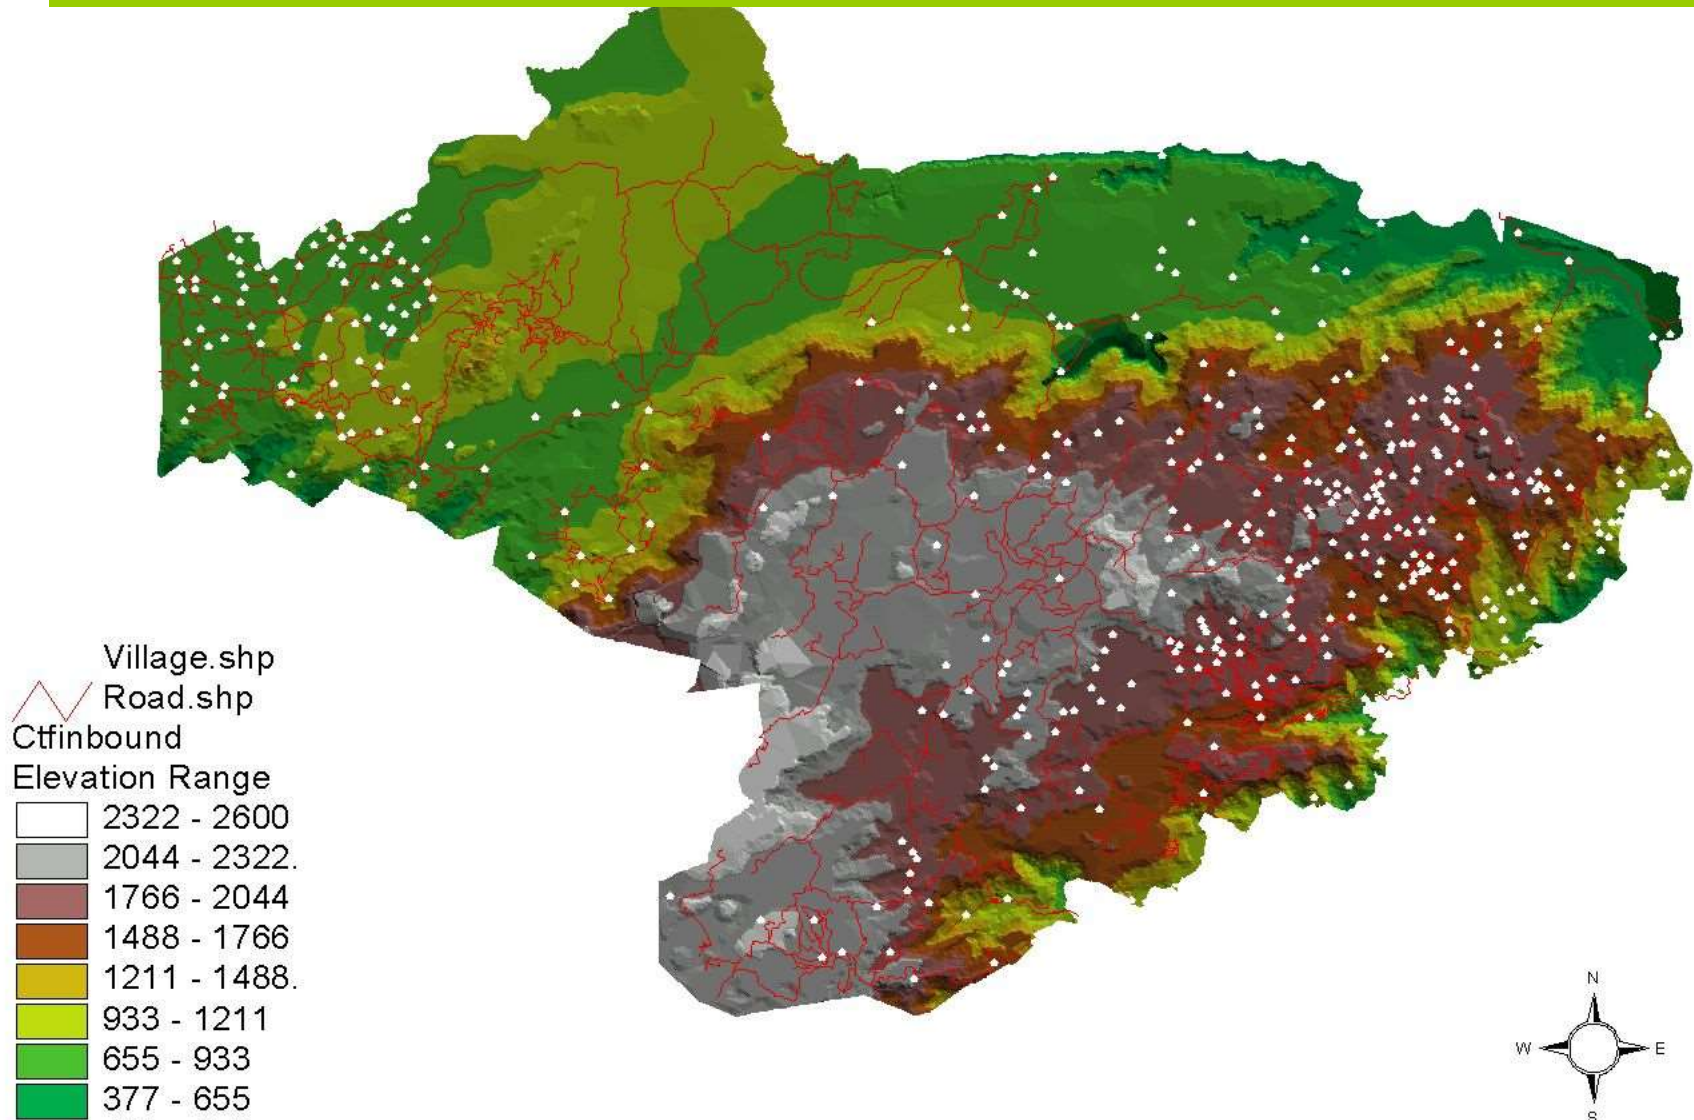 Village.shp
Road.shp
Ctfinbound
Elevation Range
2322 - 2600
2044 - 2322.
1766 - 2044
1488 - 1766
1211 - 1488.
933 - 1211
655 - 933
377 - 655
N
W E
S